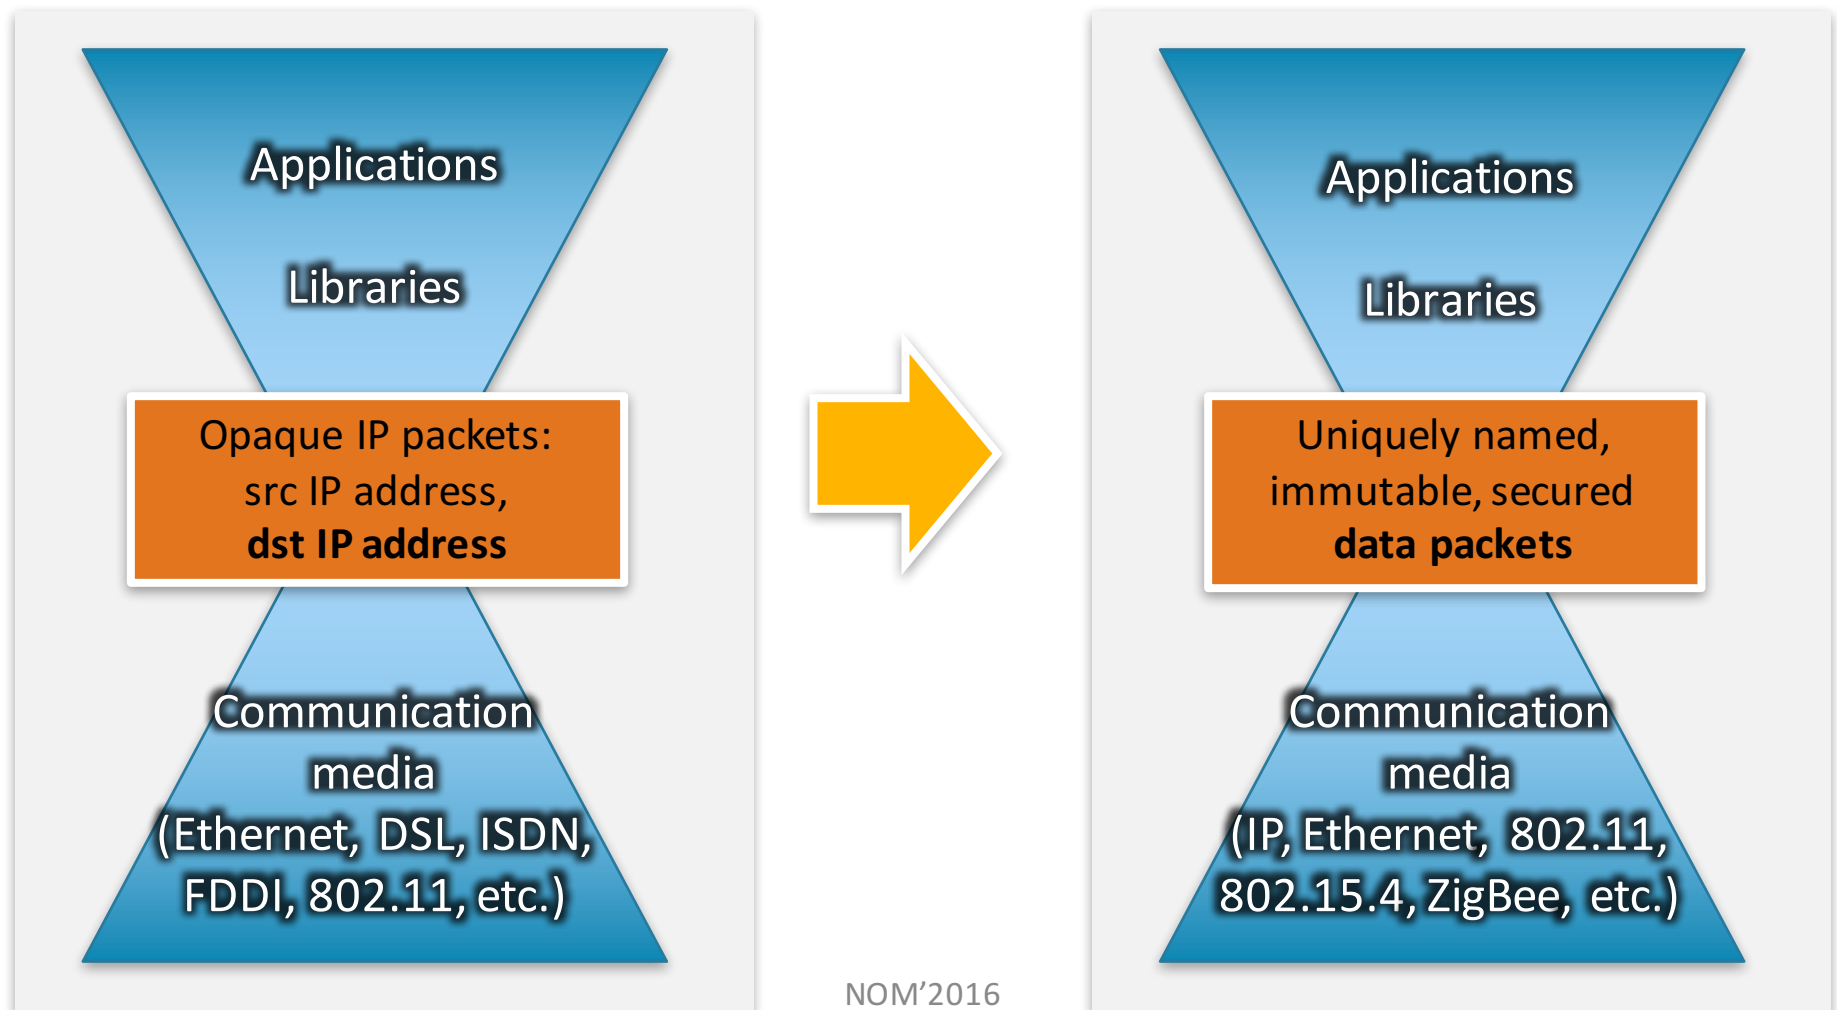 Applications
Libraries
Opaque IP packets:
src IP address,
dst IP address
Communication
media
(Ethernet, DSL, ISDN,
FDDI, 802.11, etc.)
Applications
Libraries
Uniquely named,
immutable, secured
data packets
Communication
media
(IP, Ethernet, 802.11,
802.15.4, ZigBee, etc.)
NOM’2016